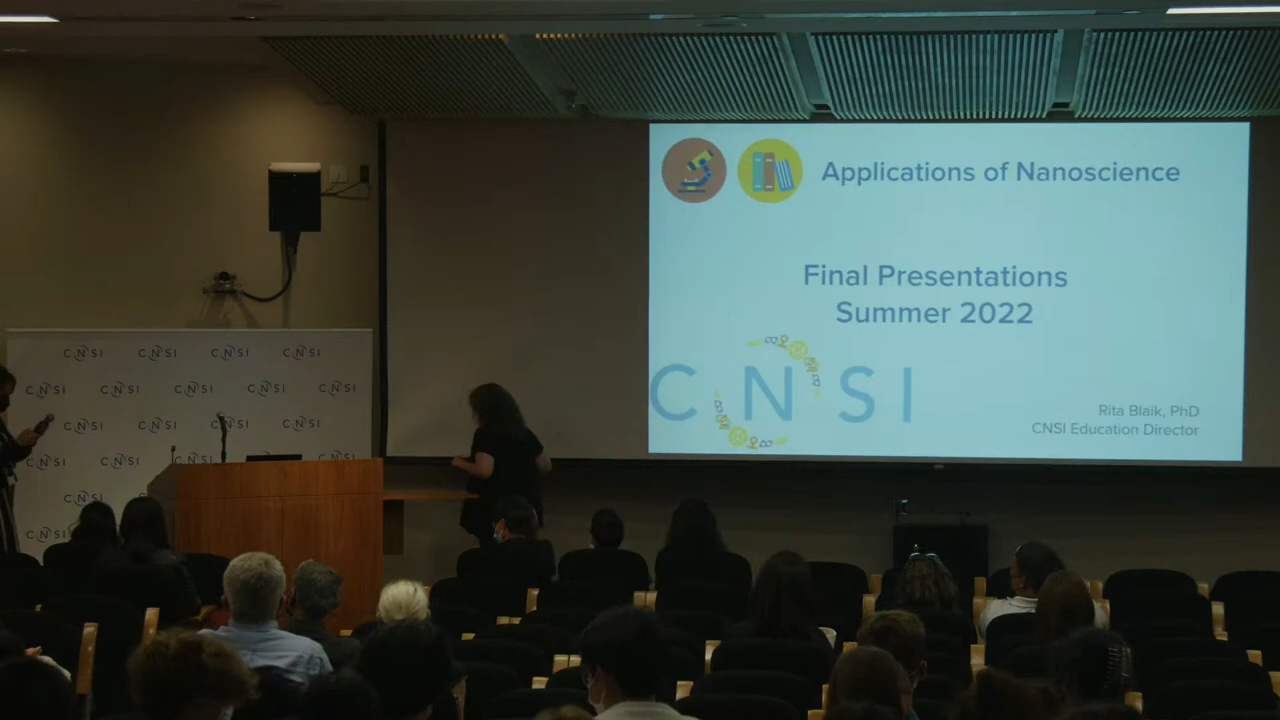 Applications of Nanoscience
Final Presentations
Summer 2022
CNSI
Rita Blaik, PhD
CNSI Education Director
CNSI CNSI CNSI CNSI
CNSI CNSI CNSI CNSI CNSI
CNSI CNSI CNSI
CNSI CNSI CNSI
CNSI
CNSI